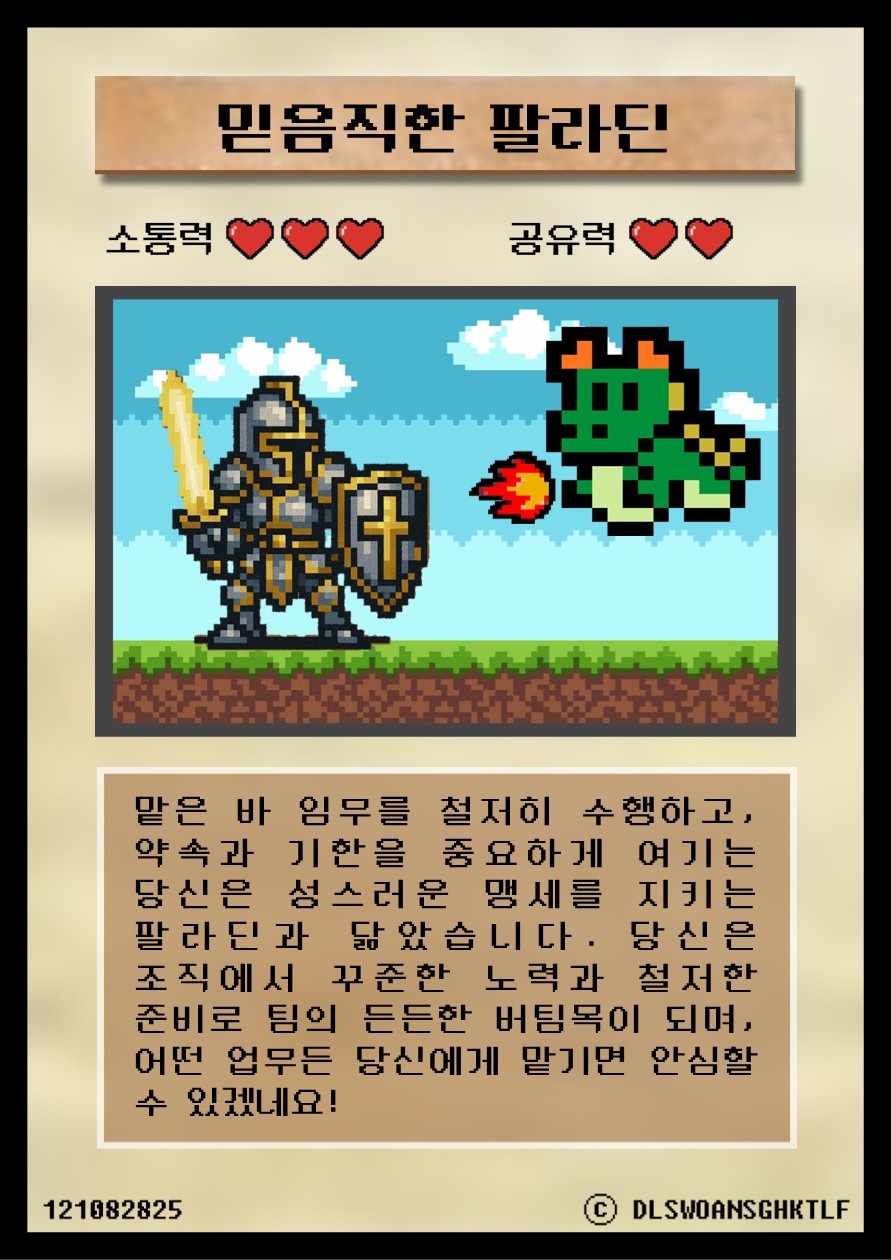 믿음직한 팔라딘
소통력 공유력
맡은 바 임무를 철저히 수행하고,
약속과 기한을 중요하게 여기는
당신은 성스러운 맹세를 지키는
팔라딘과 닮았습니다. 당신은
조직에서 꾸준한 노력과 철저한
준비로 팀의 든든한 버팀목이 되며,
어떤 업무든 당신에게 맡기면 안심할
수 있겠네요!
121082825 © DLSWOANSGHKTLF